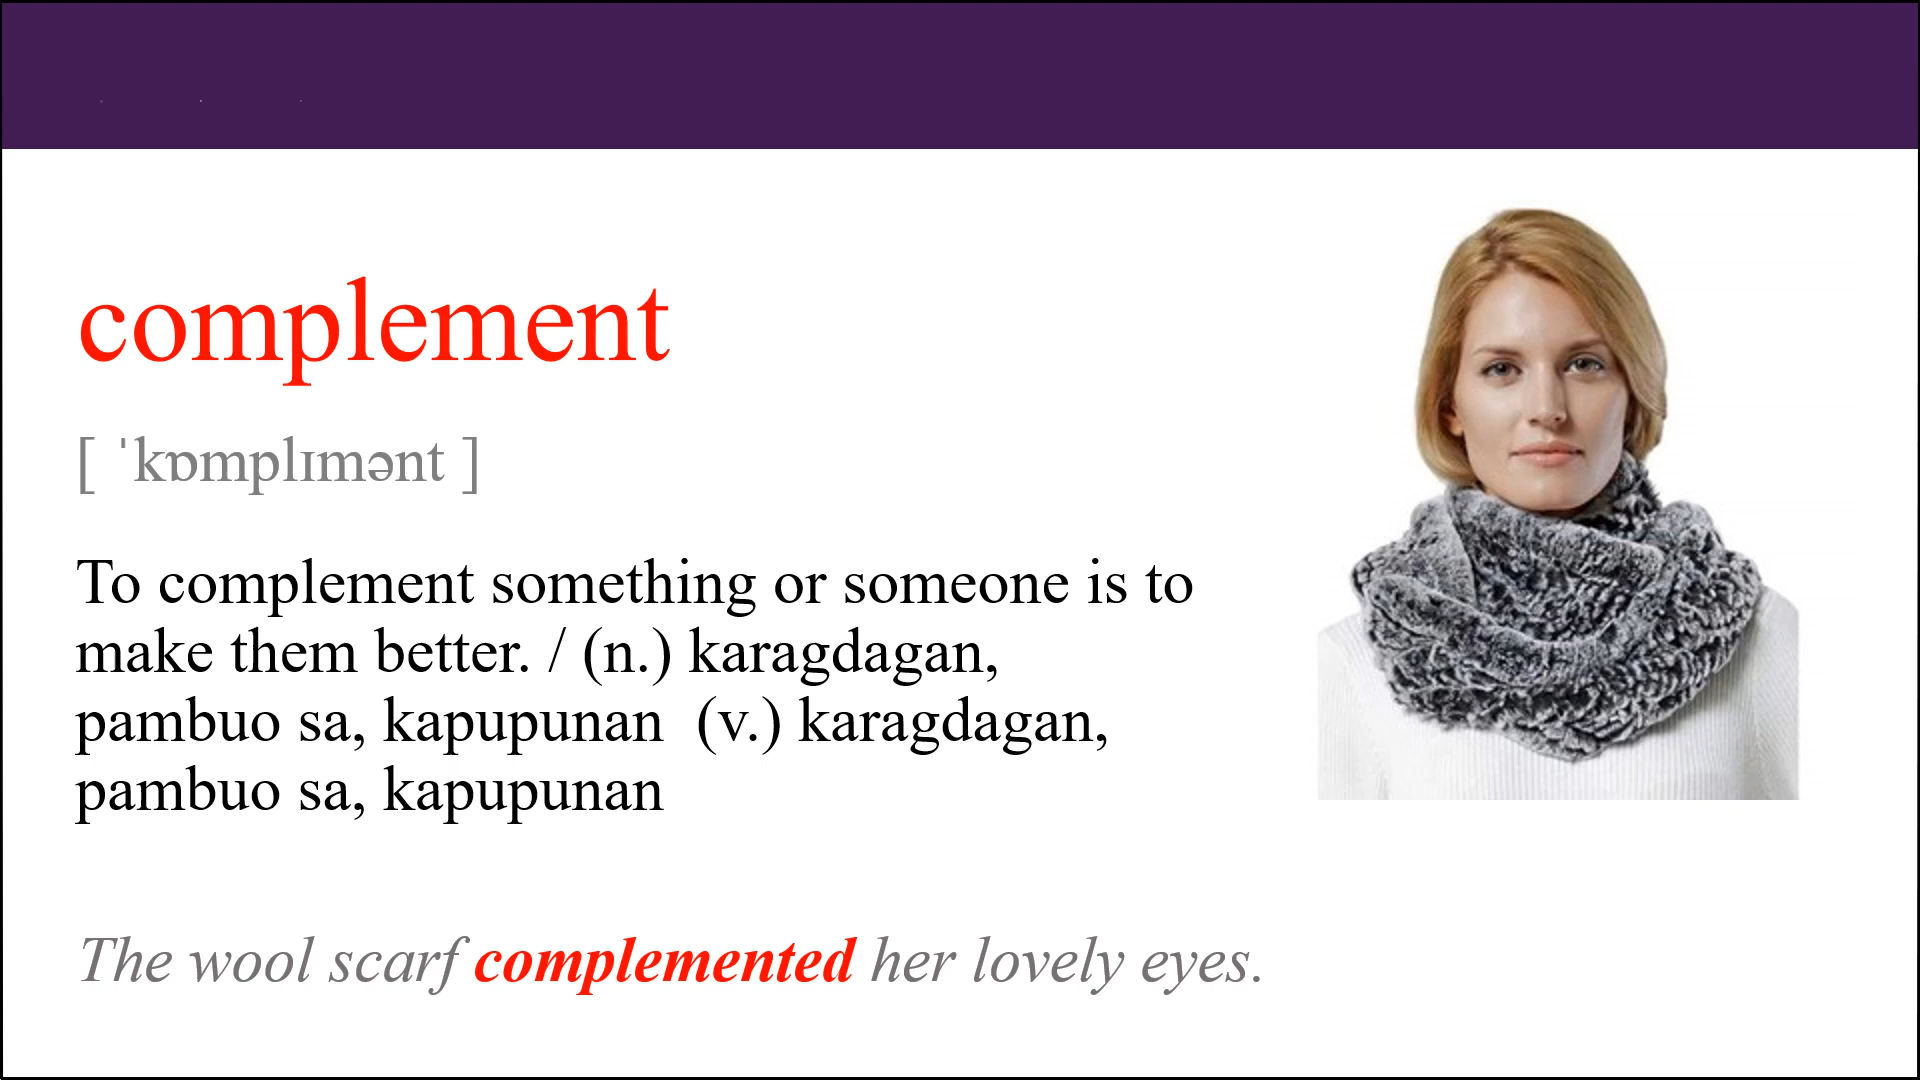 complement
[ ˈkɒmplɪmənt ]
To complement something or someone is to
make them better. / (n.) karagdagan,
pambuo sa, kapupunan  (v.) karagdagan,
pambuo sa, kapupunan
The wool scarf complemented her lovely eyes.